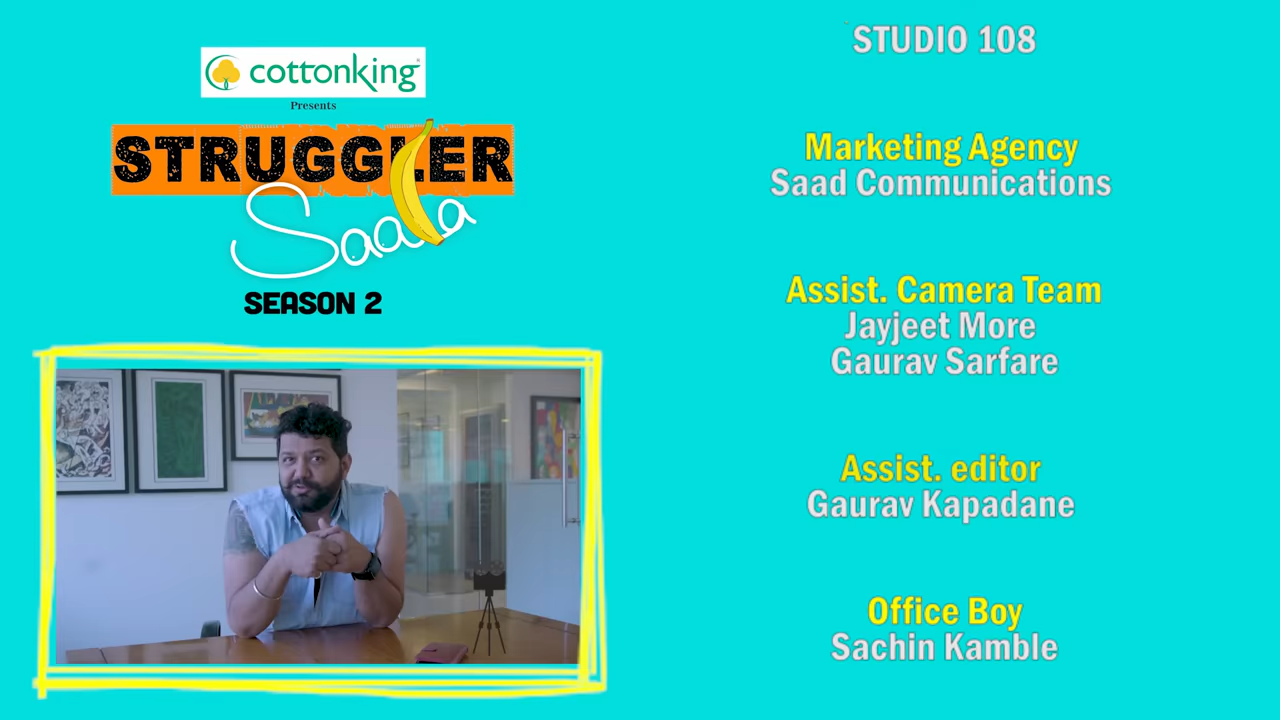 cottonking
Presents
STRUGGLER
Saala
SEASON 2
STUDIO 108
Marketing Agency
Saad Communications
Assist. Camera Team
Jayjeet More
Gaurav Sarfare
Assist. editor
Gaurav Kapadane
Office Boy
Sachin Kamble